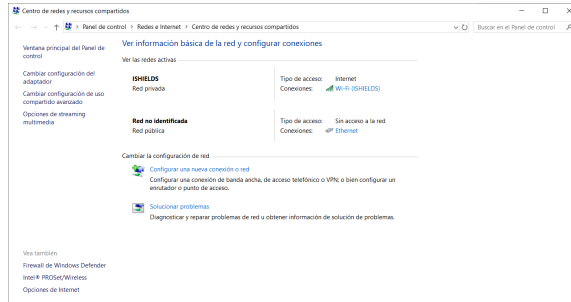 Centro de redes y recursos compartidos
Panel de control > Redes e Internet > Centro de redes y recursos compartidos
Buscar en el Panel de control
Ventana principal del Panel de
control
Cambiar configuración del
adaptador
Cambiar configuración de uso
compartido avanzado
Opciones de streaming
multimedia
Ver información básica de la red y configurar conexiones
Ver las redes activas
ISHIELDS
Red privada
Tipo de acceso: Internet
Conexiones: Wi-Fi (ISHIELDS)
Red no identificada
Red pública
Tipo de acceso: Sin acceso a la red
Conexiones: Ethernet
Cambiar la configuración de red
Configurar una nueva conexión o red
Configurar una conexión de banda ancha, de acceso telefónico o VPN; o bien configurar un
enrutador o punto de acceso.
Solucionar problemas
Diagnosticar y reparar problemas de red u obtener información de solución de problemas.
Vea también
Firewall de Windows Defender
Intel® PROSet/Wireless
Opciones de Internet